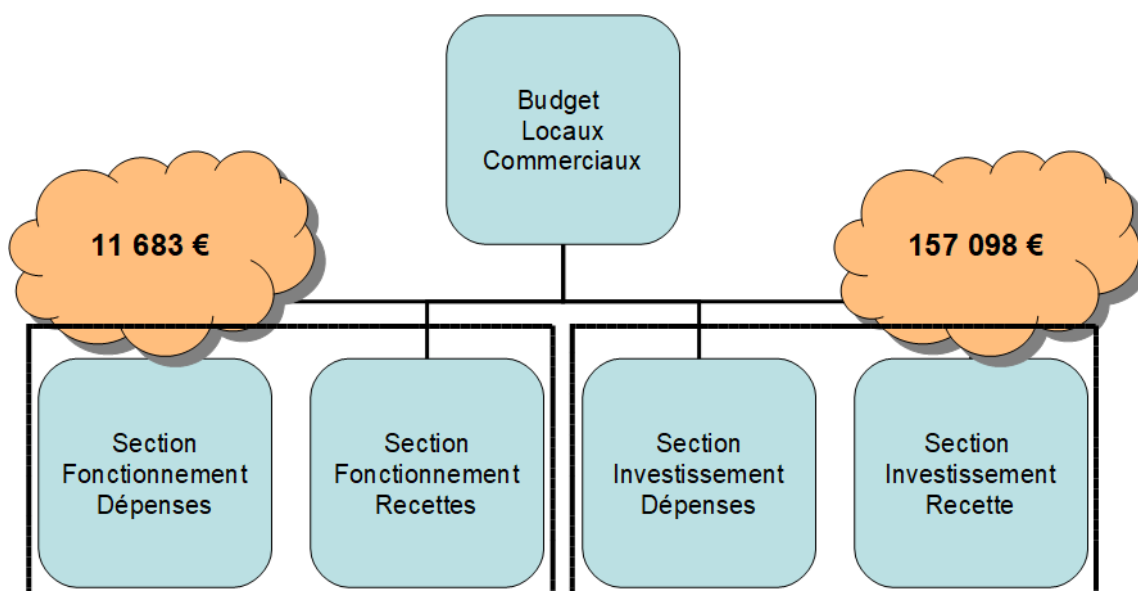 Budget
Locaux
Commerciaux
11 683 €
157 098 €
Section
Fonctionnement
Dépenses
Section
Fonctionnement
Recettes
Section
Investissement
Dépenses
Section
Investissement
Recette